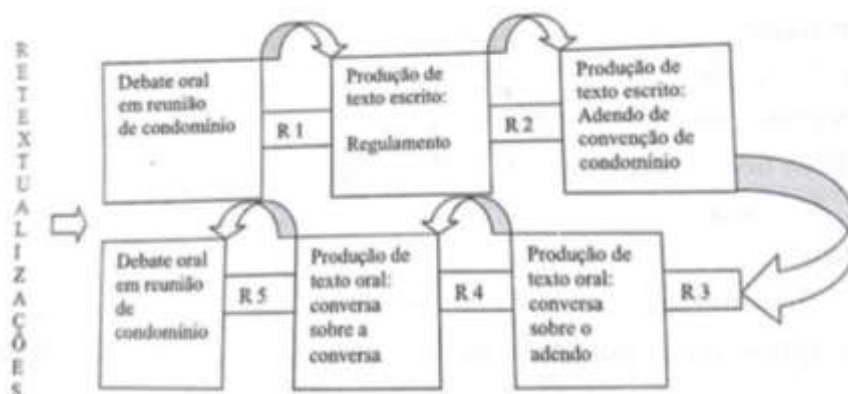 RETEXTUALIZAÇÕES
Debate oral
em reunião
de condomínio
R 1
Produção de
texto escrito:
Regulamento
R 2
Produção de
texto escrito:
Adendo de
convenção de
condomínio
Debate oral
em reunião
de
condomínio
R 5
Produção de
texto oral:
conversa
sobre a
conversa
R 4
Produção de
texto oral:
conversa
sobre o
adendo
R 3